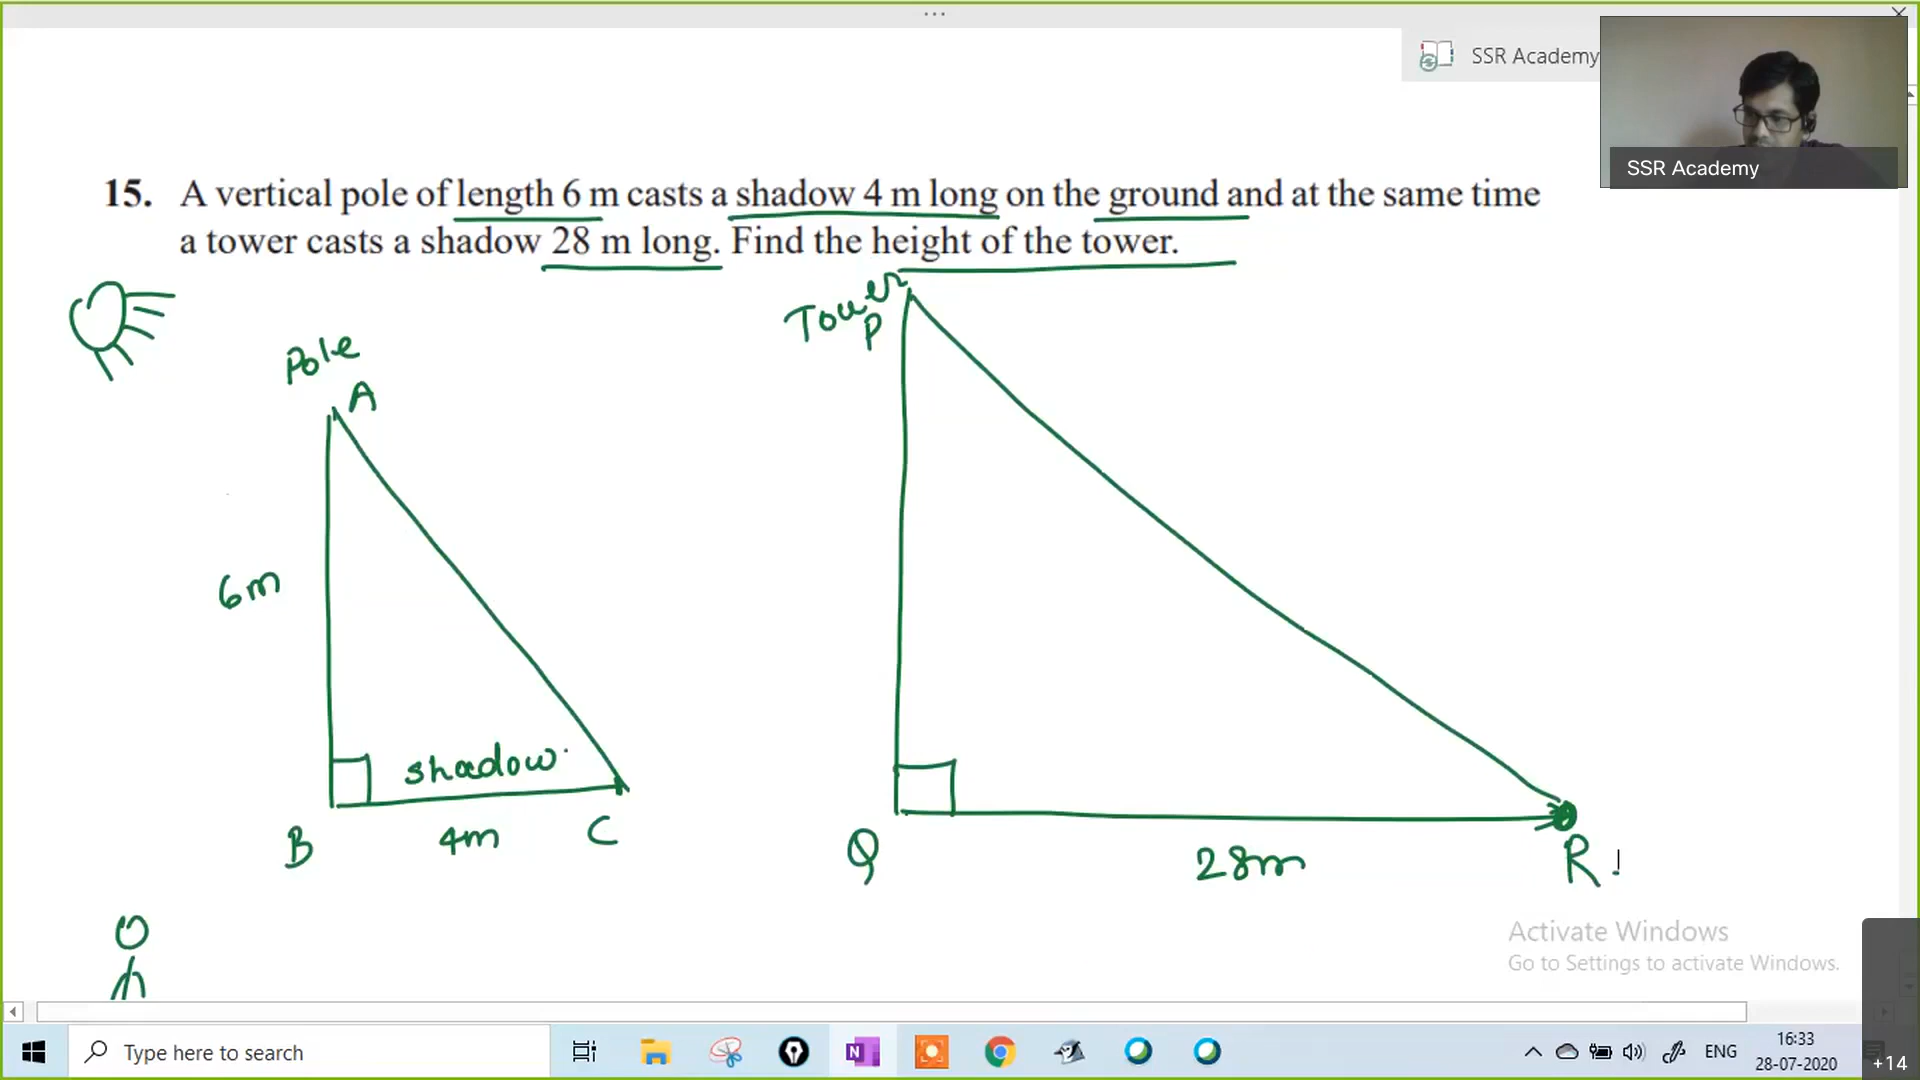 SSR Academy
SSR Academy
15. A vertical pole of length 6 m casts a shadow 4 m long on the ground and at the same time
a tower casts a shadow 28 m long. Find the height of the tower.
Tower
P
Pole
A
6m
shadow
B
4m
C
Q
28m
R
Activate Windows
Go to Settings to activate Windows.
Type here to search
ENG
16:33
28-07-2020
+14